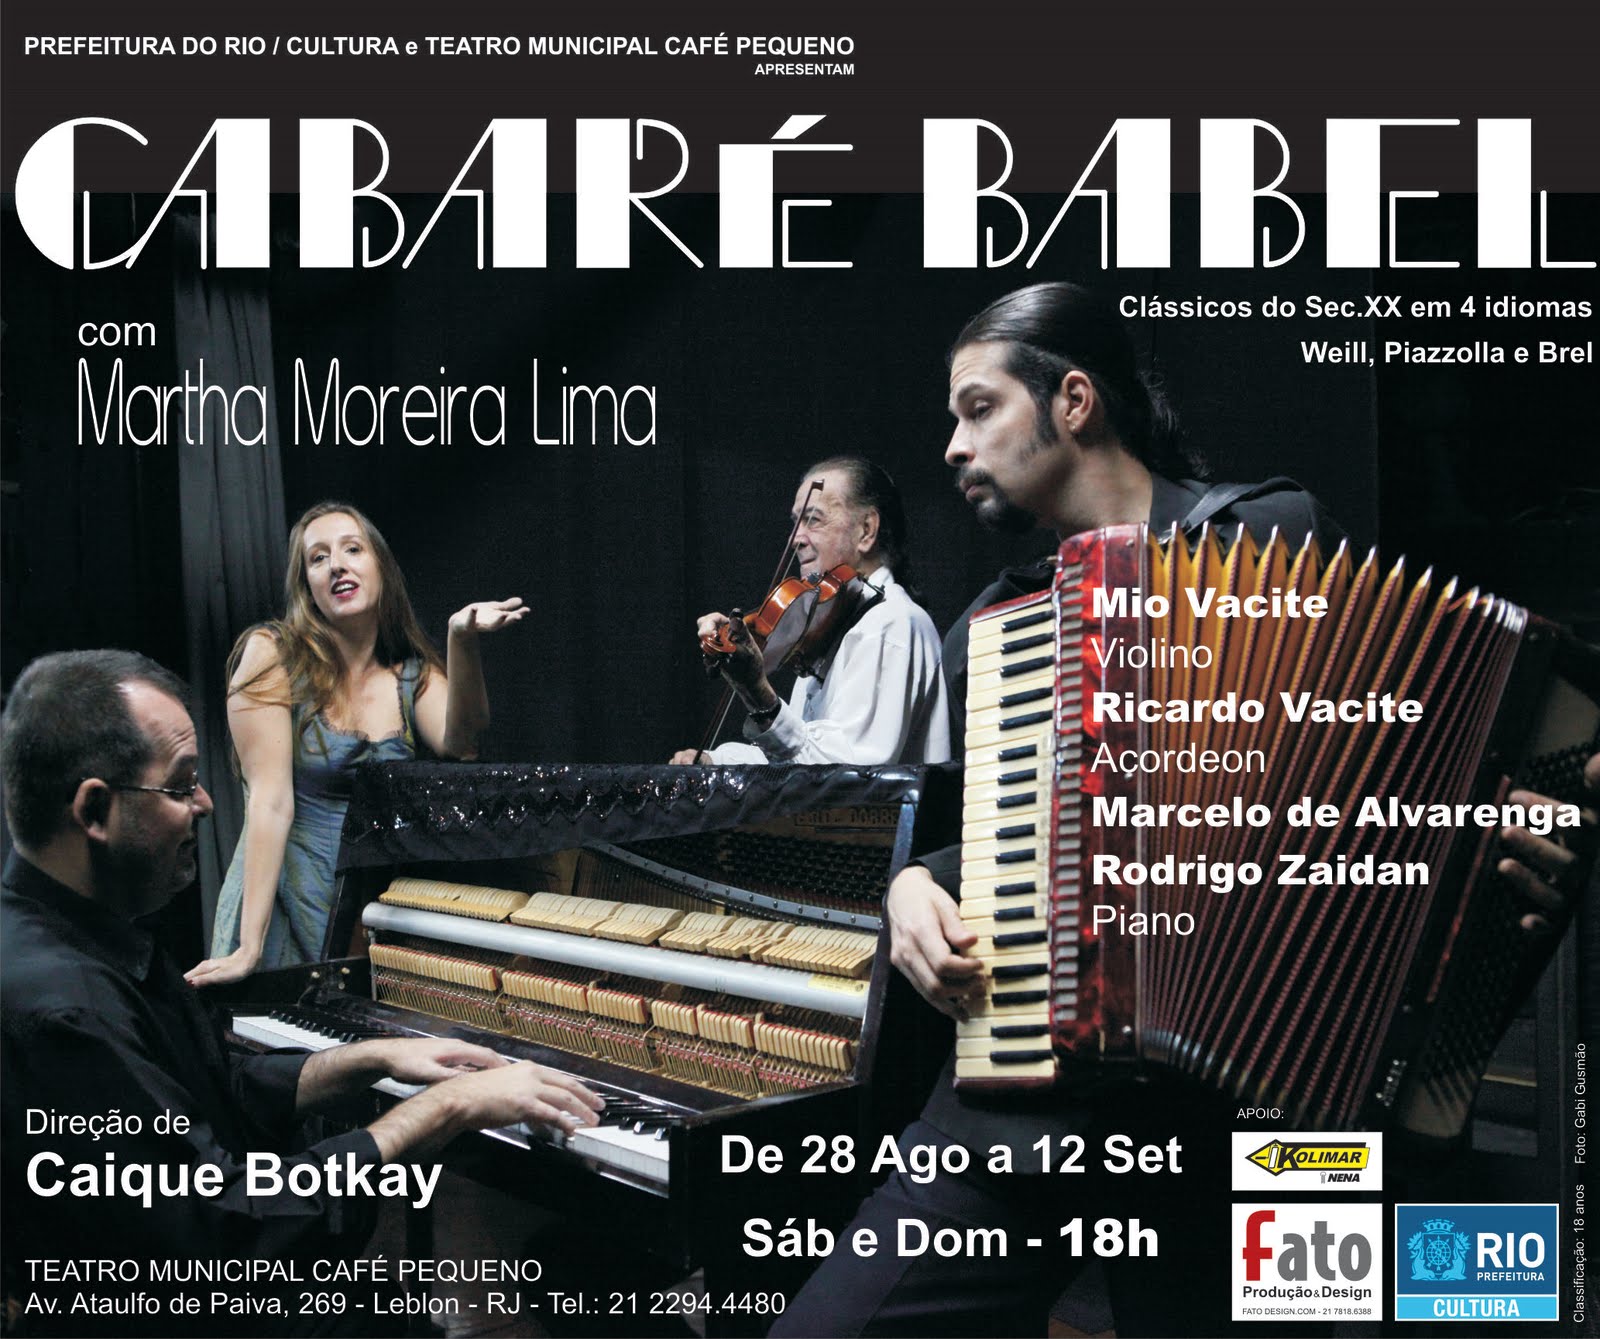 PREFEITURA DO RIO / CULTURA e TEATRO MUNICIPAL CAFÉ PEQUENO
APRESENTAM
CABARÉ BABEL
Clássicos do Sec.XX em 4 idiomas
Weill, Piazzolla e Brel
com
Martha Moreira Lima
Mio Vacite
Violino
Ricardo Vacite
Acordeon
Marcelo de Alvarenga
Rodrigo Zaidan
Piano
Direção de
Caique Botkay
De 28 Ago a 12 Set
Sáb e Dom - 18h
TEATRO MUNICIPAL CAFÉ PEQUENO
Av. Ataulfo de Paiva, 269 - Leblon - RJ - Tel.: 21 2294.4480
APOIO:
KOLIMAR
NENA
Fato
Produção&Design
FATO DESIGN.COM - 21 7818.6388
RIO
PREFEITURA
CULTURA
Classificação: 18 anos Foto: Gabi Gusmão